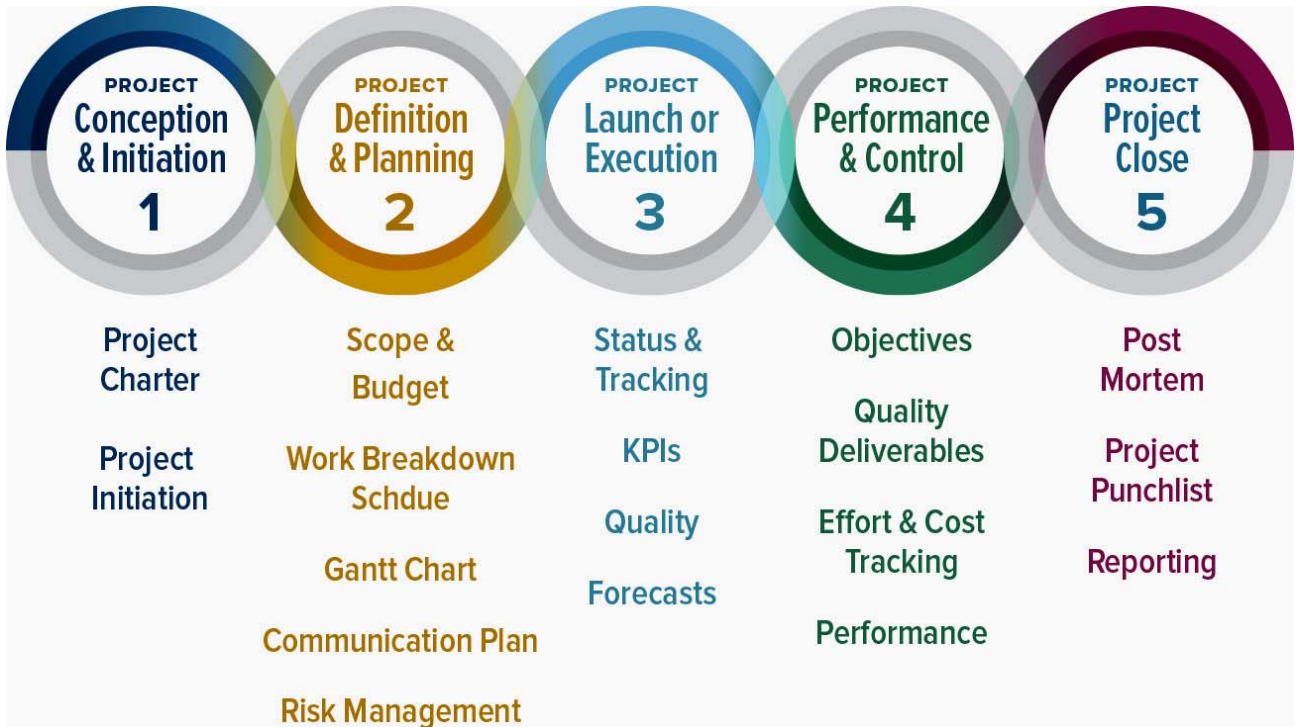 PROJECT
Conception
& Initiation
1
PROJECT
Definition
& Planning
2
PROJECT
Launch or
Execution
3
PROJECT
Performance
& Control
4
PROJECT
Project
Close
5
Project
Charter
Project
Initiation
Scope &
Budget
Work Breakdown
Schdue
Gantt Chart
Communication Plan
Risk Management
Status &
Tracking
KPIs
Quality
Forecasts
Objectives
Quality
Deliverables
Effort & Cost
Tracking
Performance
Post
Mortem
Project
Punchlist
Reporting